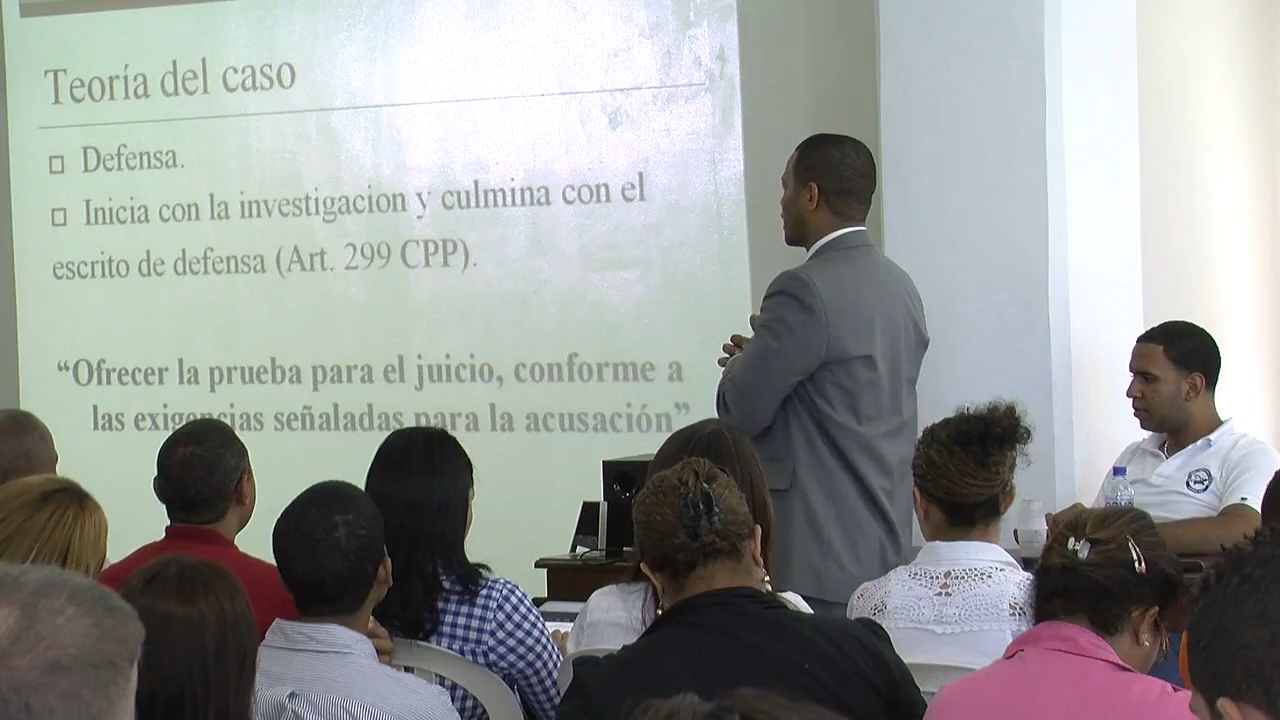 Teoría del caso
Defensa.
Inicia con la investigacion y culmina con el
escrito de defensa (Art. 299 CPP).
“Ofrecer la prueba para el juicio, conforme a
las exigencias señaladas para la acusación”